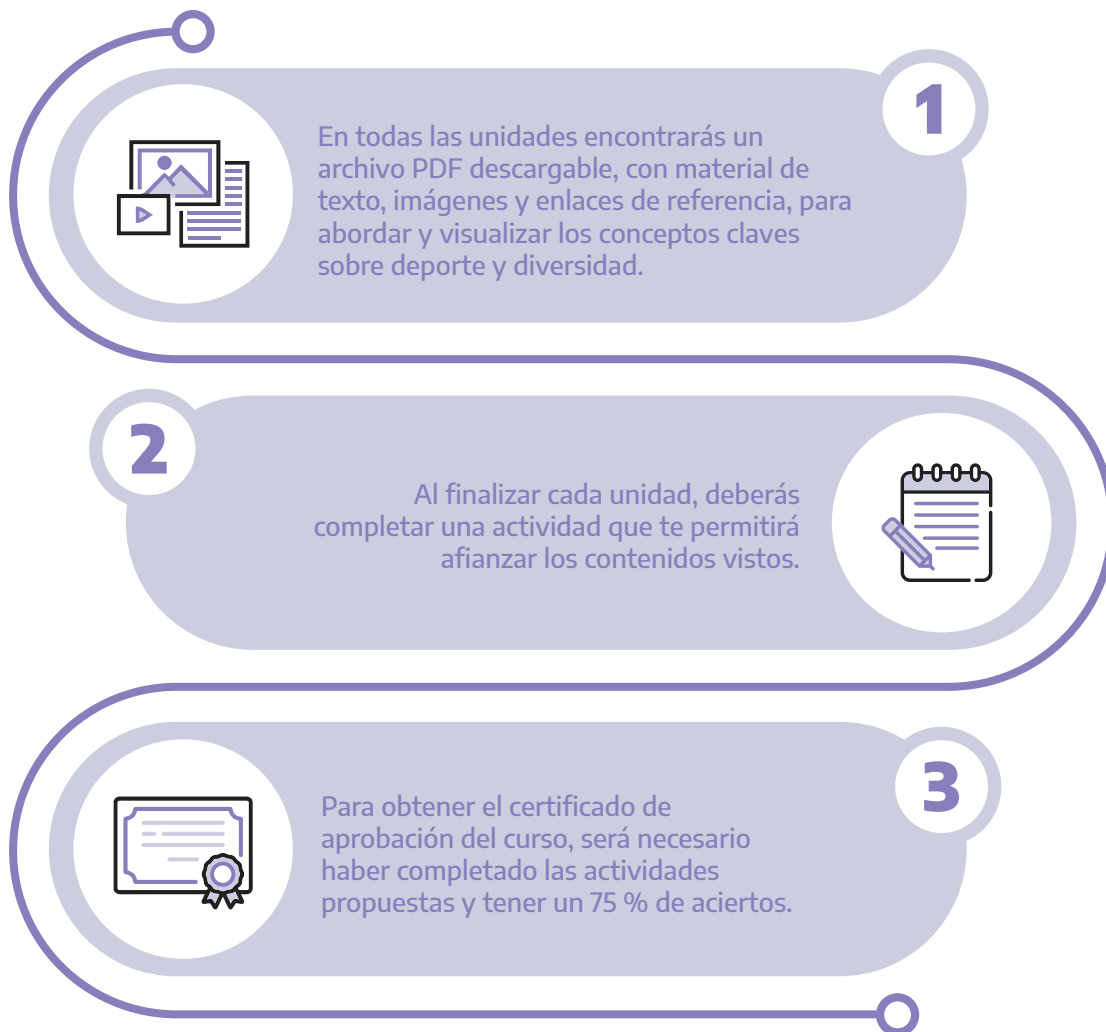 1
En todas las unidades encontrarás un
archivo PDF descargable, con material de
texto, imágenes y enlaces de referencia, para
abordar y visualizar los conceptos claves
sobre deporte y diversidad.
2
Al finalizar cada unidad, deberás
completar una actividad que te permitirá
afianzar los contenidos vistos.
3
Para obtener el certificado de
aprobación del curso, será necesario
haber completado las actividades
propuestas y tener un 75 % de aciertos.